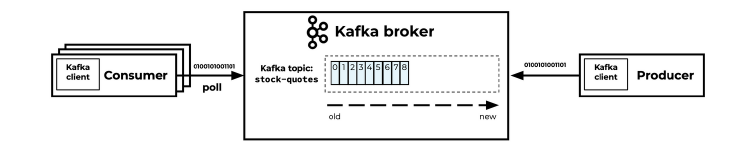 Kafka broker
Kafka
client
Consumer
0100101001101
poll
Kafka topic:
stock-quotes
0 1 2 3 4 5 6 7 8
old
new
0100101001101
Kafka
client
Producer